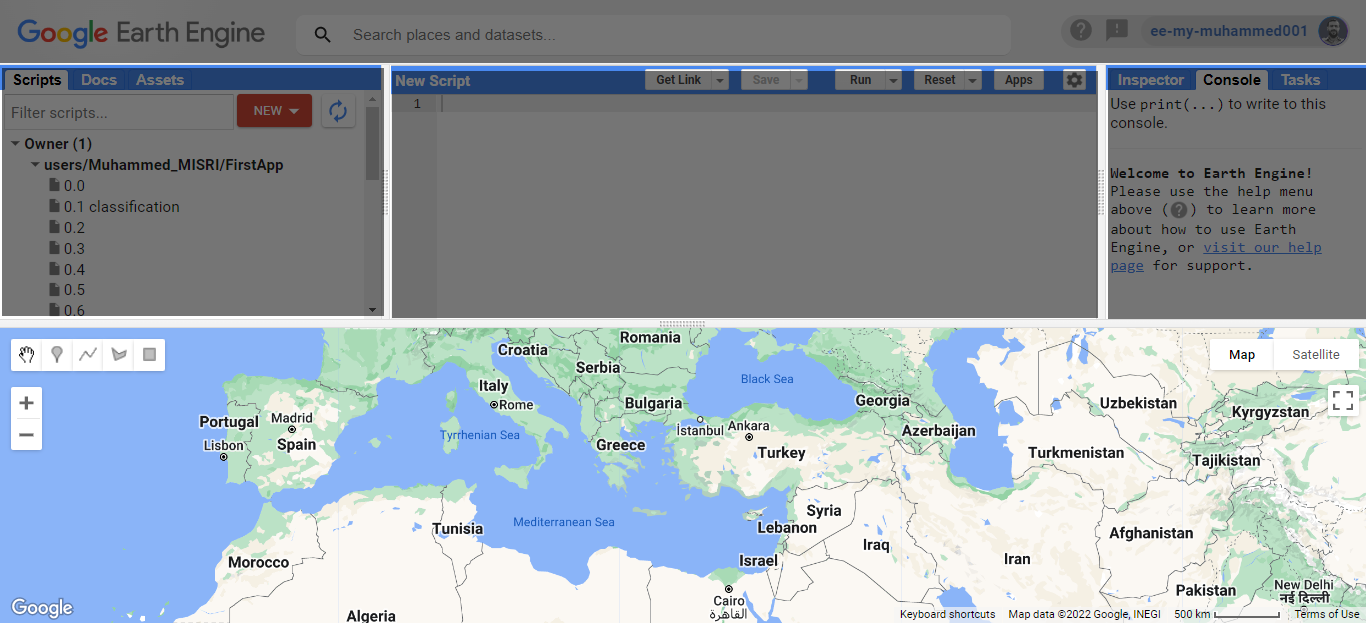 Google Earth Engine
Search places and datasets...
ee-my-muhammed001
Scripts Docs Assets
Filter scripts...
NEW
Owner (1)
users/Muhammed_MISRI/FirstApp
0.0
0.1 classification
0.2
0.3
0.4
0.5
0.6
New Script
Get Link Save Run Reset Apps
1
Inspector Console Tasks
Use print(...) to write to this
console.
Welcome to Earth Engine!
Please use the help menu
above (?) to learn more
about how to use Earth
Engine, or visit our help
page for support.
Map Satellite
Romania
Croatia
Serbia
Black Sea
Italy
Rome
Bulgaria
Georgia
Uzbekistan
Kyrgyzstan
Portugal
Madrid
İstanbul
Ankara
Azerbaijan
Lisbon
Spain
Tyrrhenian Sea
Greece
Turkey
Turkmenistan
Tajikistan
Syria
Mediterranean Sea
Tunisia
Lebanon
Afghanistan
Iraq
Morocco
Israel
Iran
New Delhi
नई दिल्ली
Pakistan
Cairo
القاهرة
Algeria
Google
Keyboard shortcuts Map data ©2022 Google, INEGI 500 km Terms of Use